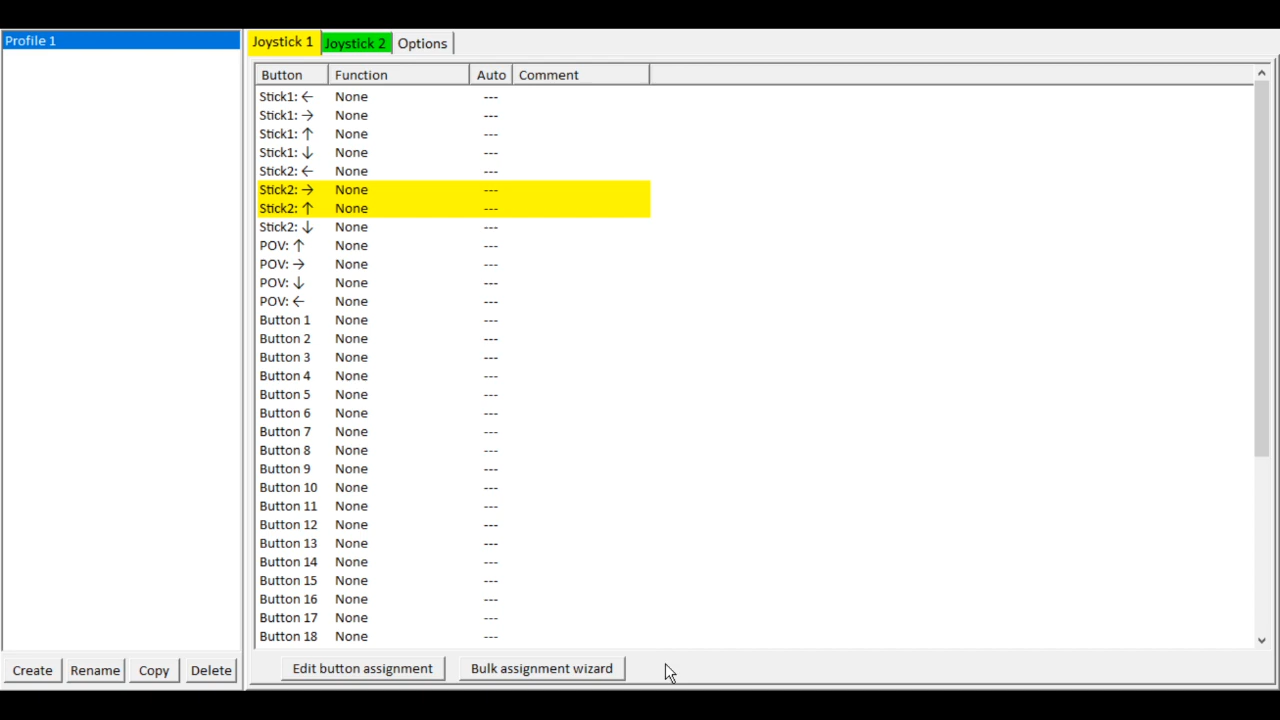 Profile 1
Joystick 1 Joystick 2 Options
Button Function Auto Comment
Stick1: ← None ---
Stick1: → None ---
Stick1: ↑ None ---
Stick1: ↓ None ---
Stick2: ← None ---
Stick2: → None ---
Stick2: ↑ None ---
Stick2: ↓ None ---
POV: ↑ None ---
POV: → None ---
POV: ↓ None ---
POV: ← None ---
Button 1 None ---
Button 2 None ---
Button 3 None ---
Button 4 None ---
Button 5 None ---
Button 6 None ---
Button 7 None ---
Button 8 None ---
Button 9 None ---
Button 10 None ---
Button 11 None ---
Button 12 None ---
Button 13 None ---
Button 14 None ---
Button 15 None ---
Button 16 None ---
Button 17 None ---
Button 18 None ---
Create Rename Copy Delete
Edit button assignment Bulk assignment wizard